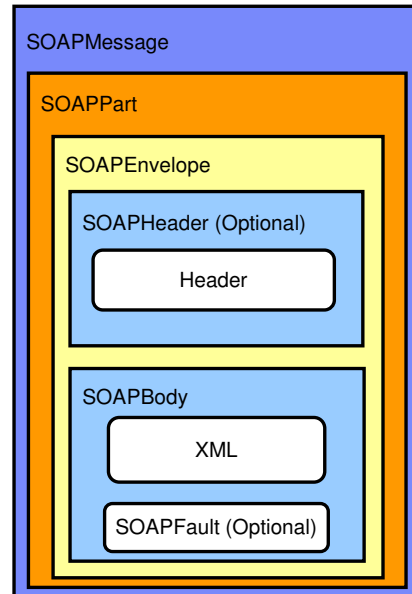 SOAPMessage
SOAPPart
SOAPEnvelope
SOAPHeader (Optional)
Header
SOAPBody
XML
SOAPFault (Optional)